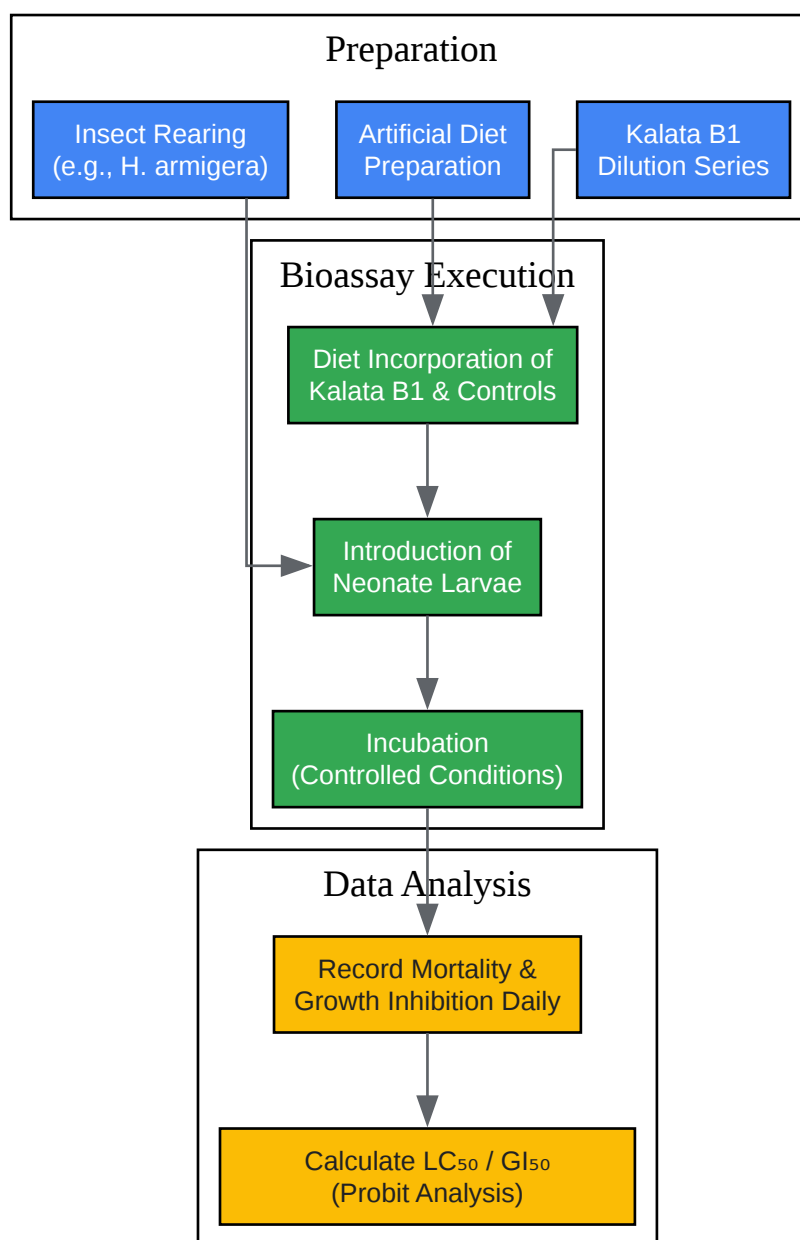 Preparation
Insect Rearing
(e.g., H. armigera)
Artificial Diet
Preparation
Kalata B1
Dilution Series
Bioassay Execution
Diet Incorporation of
Kalata B1 & Controls
Introduction of
Neonate Larvae
Incubation
(Controlled Conditions)
Data Analysis
Record Mortality &
Growth Inhibition Daily
Calculate LC₅₀ / GI₅₀
(Probit Analysis)